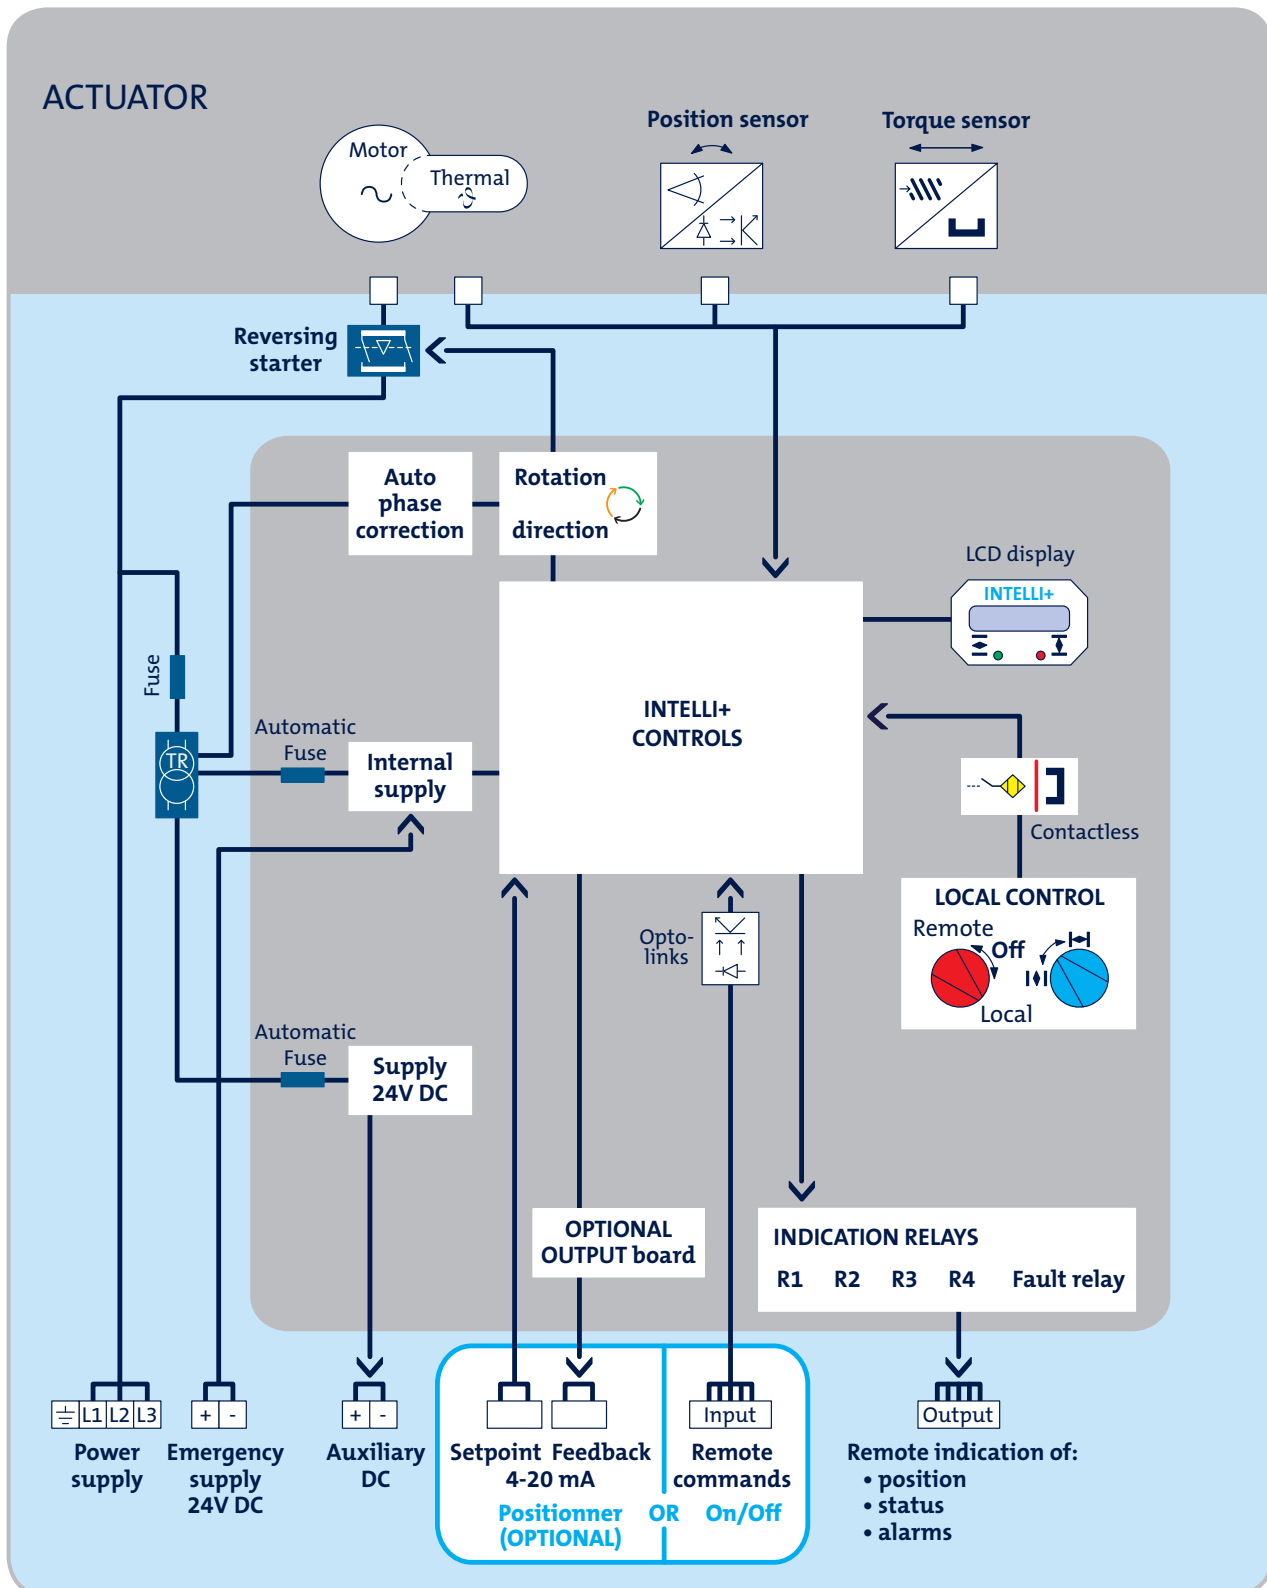 ACTUATOR
Motor
Thermal
Position sensor
Torque sensor
Reversing
starter
Auto
phase
correction
Rotation
direction
LCD display
INTELLI+
Fuse
TR
Automatic
Fuse
Internal
supply
INTELLI+
CONTROLS
Contactless
LOCAL CONTROL
Remote
Off
Local
Opto-
links
Automatic
Fuse
Supply
24V DC
OPTIONAL
OUTPUT board
INDICATION RELAYS
R1 R2 R3 R4 Fault relay
L1 L2 L3
+ -
+ -
Input
Output
Power
supply
Emergency
supply
24V DC
Auxiliary
DC
Setpoint Feedback
4-20 mA
Positionner
(OPTIONAL)
OR
Remote
commands
On/Off
Remote indication of:
• position
• status
• alarms